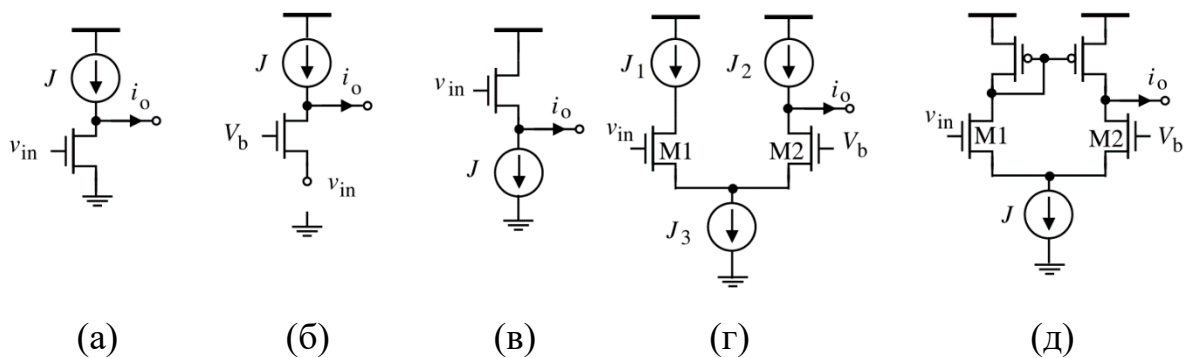 J
i_o
v_in
(а)
J
i_o
V_b
v_in
(б)
v_in
i_o
J
(в)
J_1
J_2
i_o
v_in
M1
M2
V_b
J_3
(г)
i_o
v_in
M1
M2
V_b
J
(д)